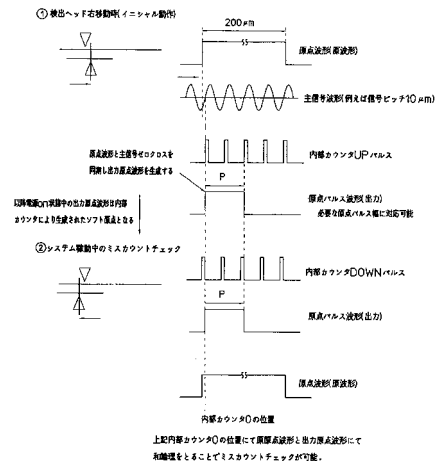 ① 検出ヘッド右移動時(イニシャル動作)
200μm
原点波形(原波形)
主信号波形(例えば信号ピッチ10μm)
内部カウンタUPパルス
原点波形と主信号ゼロクロスを
同期し出力原点波形を生成する
P
原点パルス波形(出力)
必要な原点パルス幅に対応可能
以降電源on状態中の出力原点波形は内部
カウンタにより生成されたソフト原点となる
②システム稼動中のミスカウントチェック
内部カウンタDOWNパルス
P
原点パルス波形(出力)
原点波形(原波形)
内部カウンタ0の位置
上記内部カウンタ0の位置にて原原点波形と出力原点波形にて
和論理をとることでミスカウントチェックが可能。